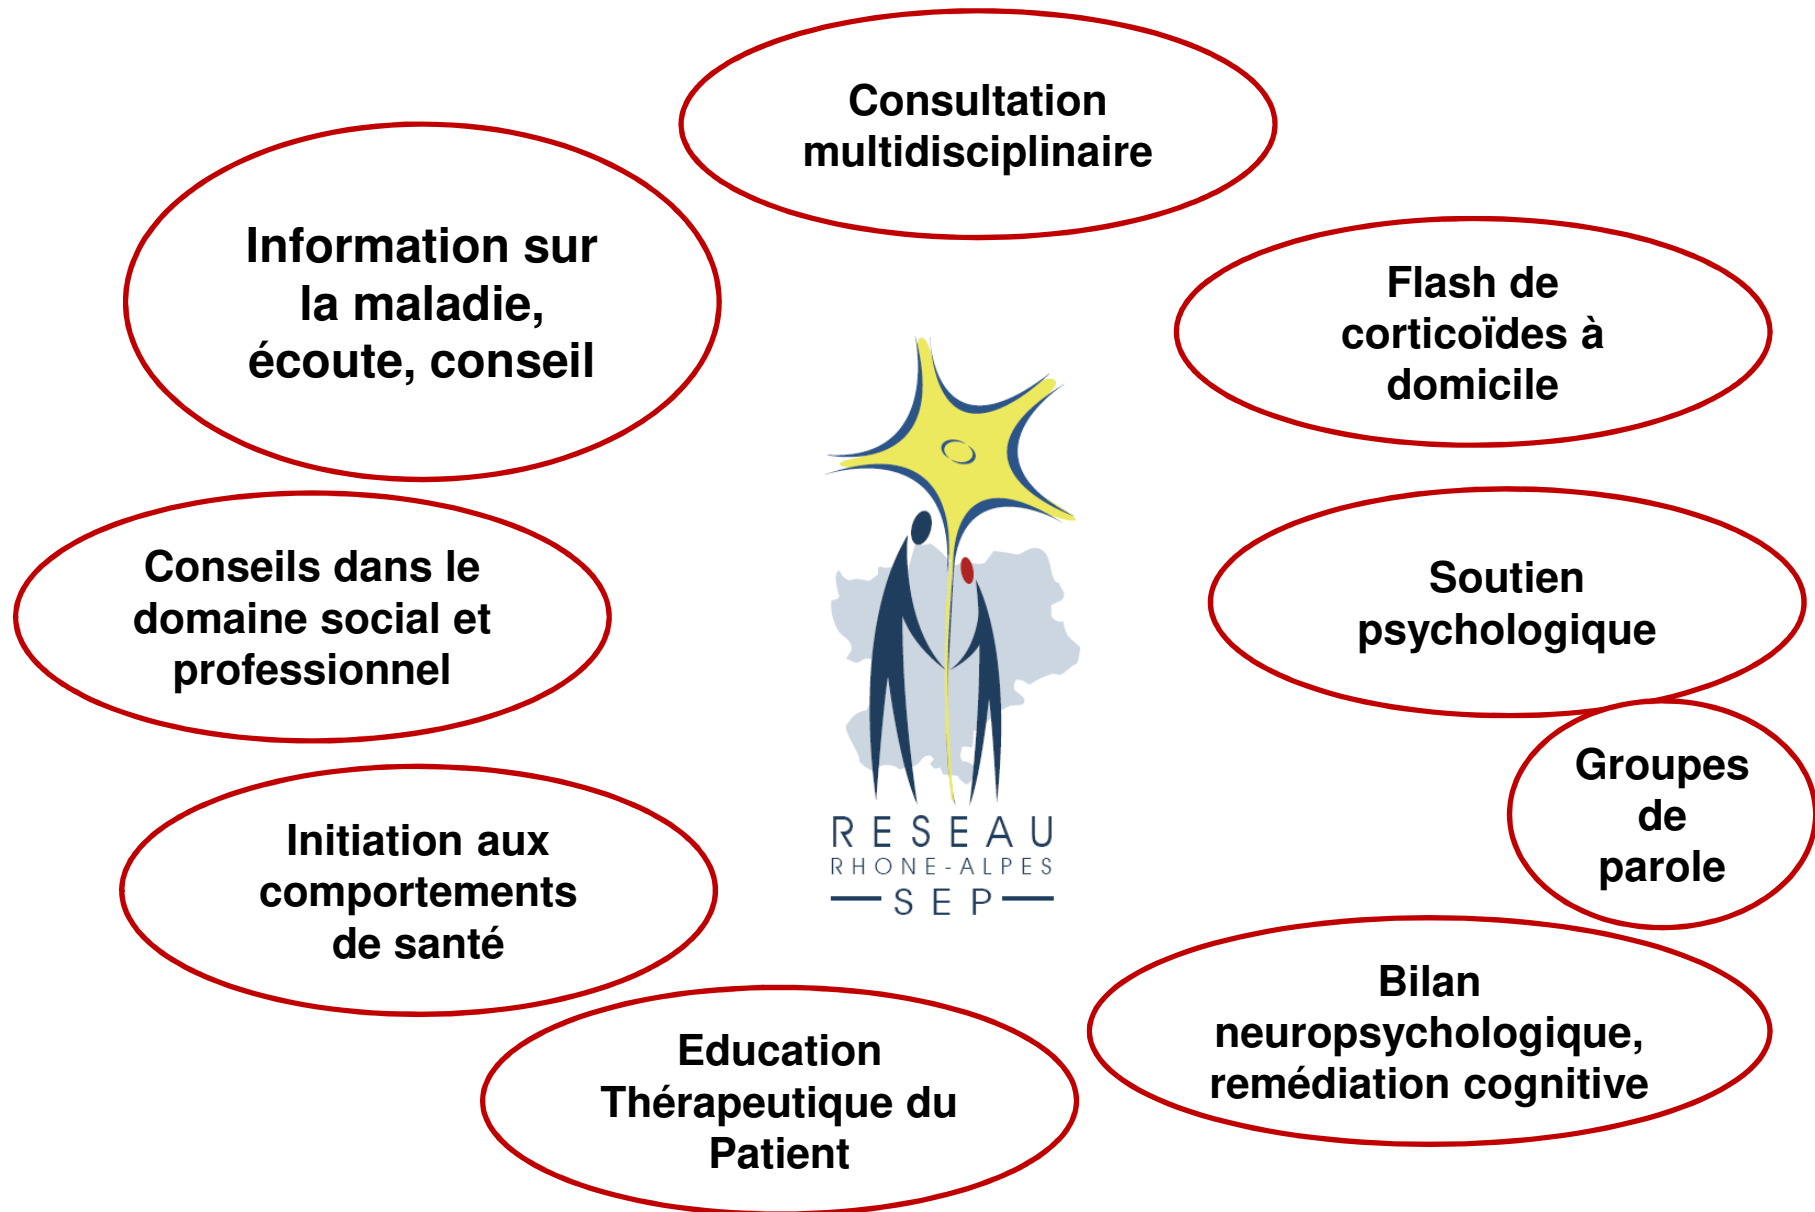 Consultation
multidisciplinaire
Information sur
la maladie,
écoute, conseil
Flash de
corticoïdes à
domicile
Conseils dans le
domaine social et
professionnel
Soutien
psychologique
Groupes
de
parole
Initiation aux
comportements
de santé
RESEAU
RHONE-ALPES
SEP
Bilan
neuropsychologique,
remédiation cognitive
Education
Thérapeutique du
Patient